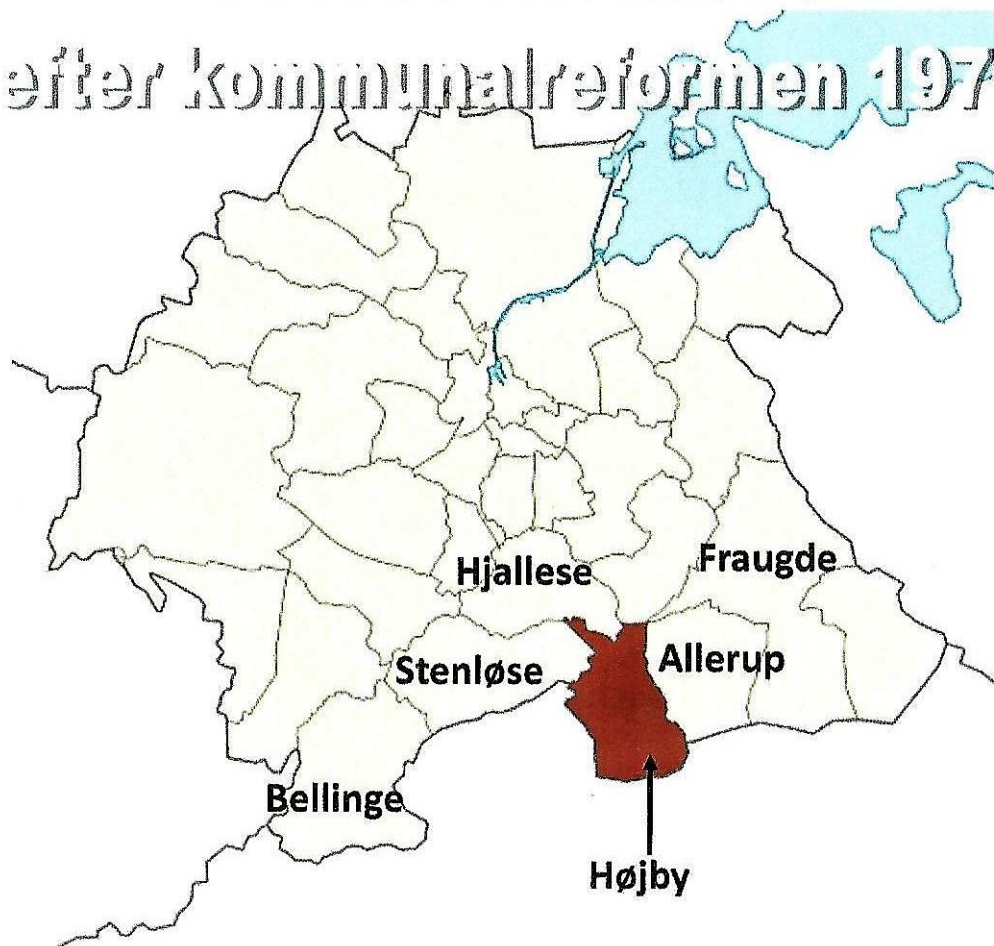 efter kommunalreformen 197
Hjallese
Fraugde
Stenløse
Allerup
Bellinge
Højby